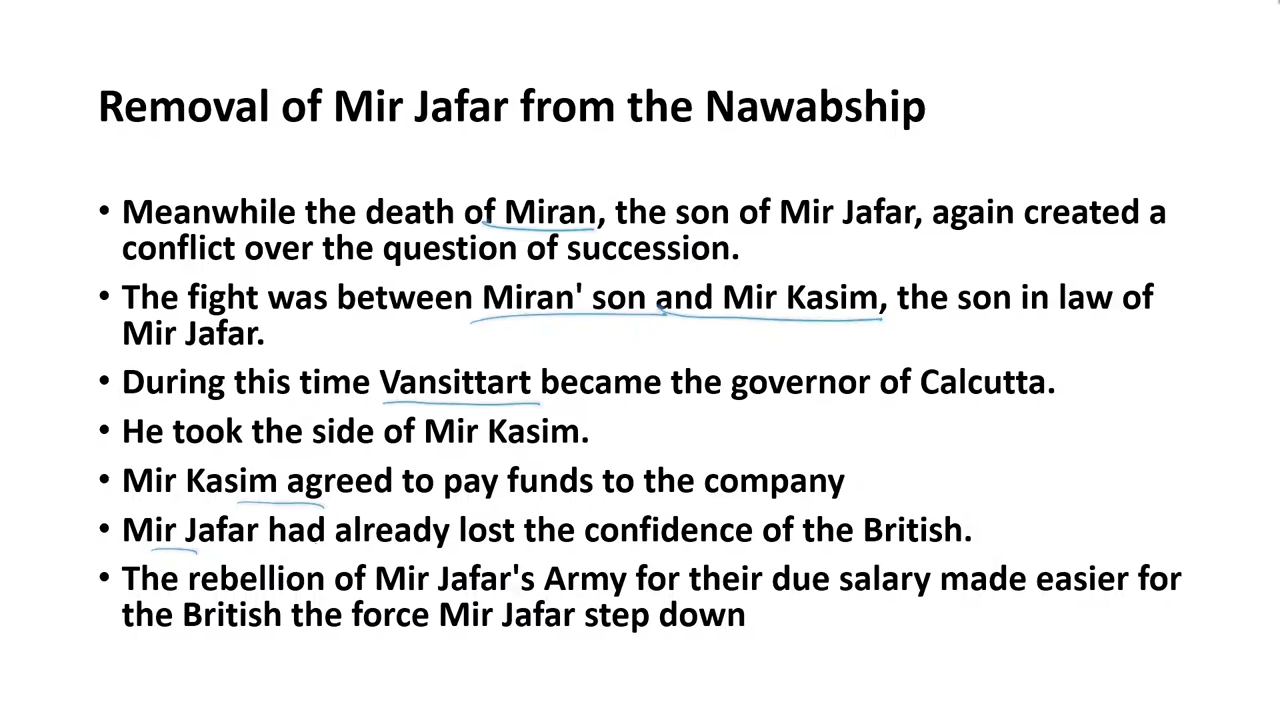 Removal of Mir Jafar from the Nawabship
• Meanwhile the death of Miran, the son of Mir Jafar, again created a
conflict over the question of succession.
• The fight was between Miran' son and Mir Kasim, the son in law of
Mir Jafar.
• During this time Vansittart became the governor of Calcutta.
• He took the side of Mir Kasim.
• Mir Kasim agreed to pay funds to the company
• Mir Jafar had already lost the confidence of the British.
• The rebellion of Mir Jafar's Army for their due salary made easier for
the British the force Mir Jafar step down